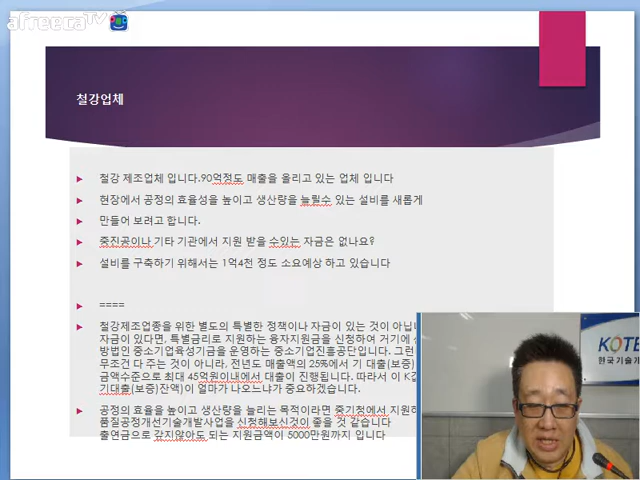 afreecaTV
철강업체
철강 제조업체 입니다.90억정도 매출을 올리고 있는 업체 입니다
현장에서 공정의 효율성을 높이고 생산량을 늘릴수 있는 설비를 새롭게
만들어 보려고 합니다.
중진공이나 기타 기관에서 지원 받을 수있는 자금은 없나요?
설비를 구축하기 위해서는 1억4천 정도 소요예상 하고 있습니다
====
철강제조업종을 위한 별도의 특별한 정책이나 자금이 있는 것이 아닙니
자금이 있다면, 특별금리로 지원하는 융자지원금을 신청하여 거기에
방법인 중소기업육성기금을 운영하는 중소기업진흥공단입니다. 그런
무조건 다 주는 것이 아니라, 전년도 매출액의 25%에서 기 대출(보증)
금액수준으로 최대 45억원이내에서 대출이 진행됩니다. 따라서 이 K값
기대출(보증)잔액)이 얼마가 나오느냐가 중요하겠습니다.
공정의 효율을 높이고 생산량을 늘리는 목적이라면 중기청에서 지원하
품질공정개선기술개발사업을 신청해보신것이 좋을 것 같습니다
출연금으로 갚지않아도 되는 지원금액이 5000만원까지 입니다
KOTE
한국기술개